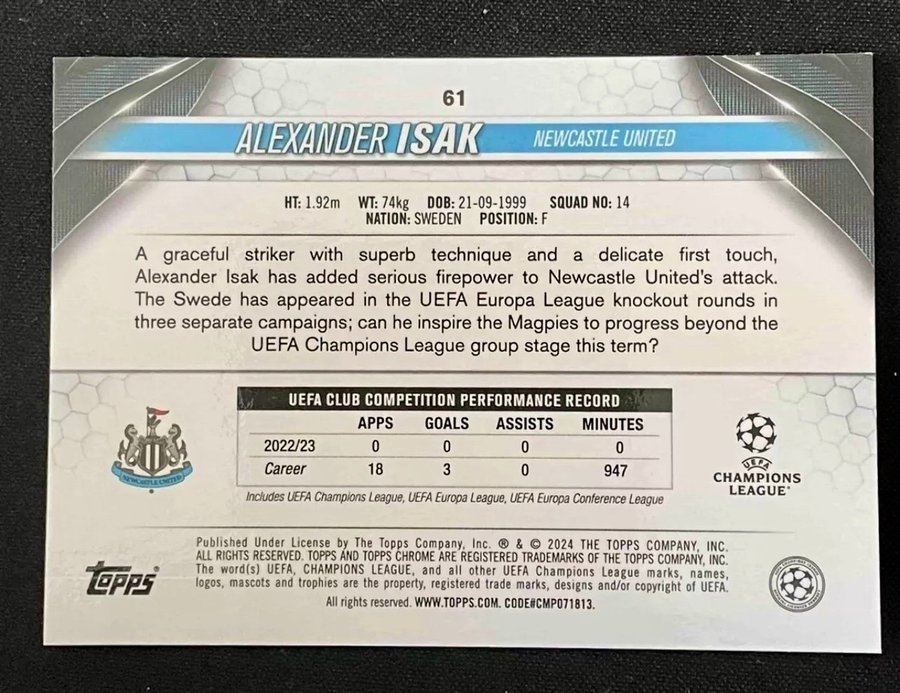 61
ALEXANDER ISAK NEWCASTLE UNITED
HT: 1.92m WT: 74kg DOB: 21-09-1999 SQUAD NO: 14
NATION: SWEDEN POSITION: F
A graceful striker with superb technique and a delicate first touch,
Alexander Isak has added serious firepower to Newcastle United's attack.
The Swede has appeared in the UEFA Europa League knockout rounds in
three separate campaigns; can he inspire the Magpies to progress beyond the
UEFA Champions League group stage this term?
UEFA CLUB COMPETITION PERFORMANCE RECORD
APPS GOALS ASSISTS MINUTES
2022/23 0 0 0 0
Career 18 3 0 947
Includes UEFA Champions League, UEFA Europa League, UEFA Europa Conference League
NEWCASTLE UNITED
UEFA
CHAMPIONS
LEAGUE®
Published Under License by The Topps Company, Inc. ® & © 2024 THE TOPPS COMPANY, INC.
ALL RIGHTS RESERVED. TOPPS AND TOPPS CHROME ARE REGISTERED TRADEMARKS OF THE TOPPS COMPANY, INC.
The word(s) UEFA, CHAMPIONS LEAGUE, and all other UEFA Champions League marks, names,
logos, mascots and trophies are the property, registered trade marks, designs and/or copyright of UEFA.
All rights reserved. WWW.TOPPS.COM. CODE#CMP071813.
TOPPS®